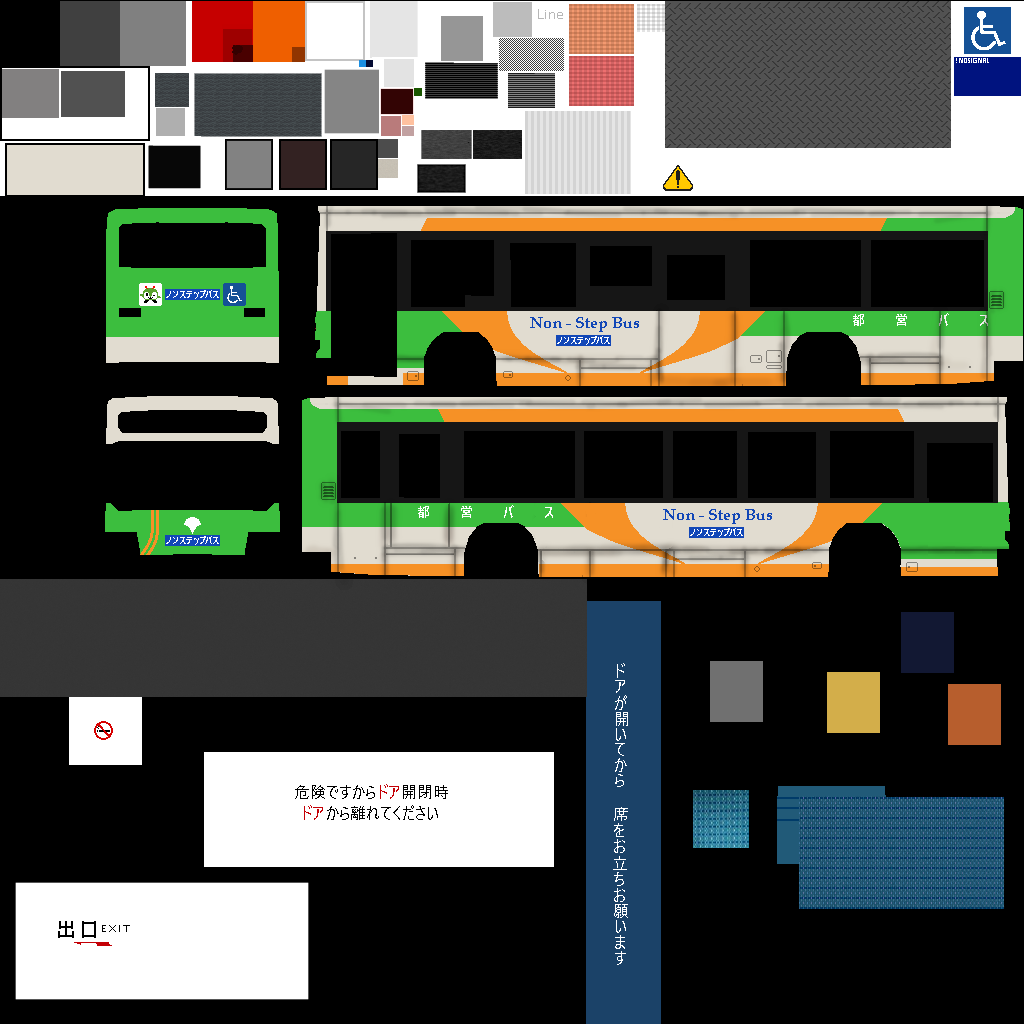 Line
!NOSIGNAL
ノンステップバス
Non - Step Bus
ノンステップバス
都 営 バ ス
都 営 バ ス
Non - Step Bus
ノンステップバス
ノンステップバス
ドアが開いてから 席をお立ちお願います
危険ですからドア開閉時
ドアから離れてください
出口 EXIT